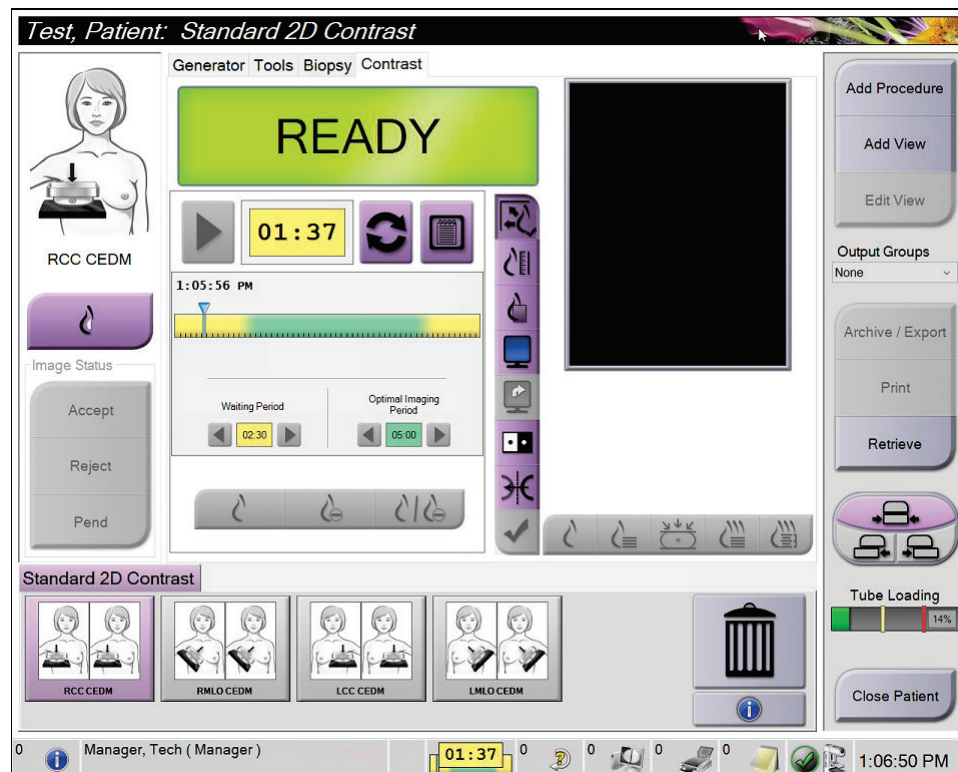 Test, Patient: Standard 2D Contrast
Generator Tools Biopsy Contrast
READY
01:37
1:05:56 PM
Waiting Period
Optimal Imaging
Period
02:30
05:00
RCC CEDM
Image Status
Accept
Reject
Pend
Add Procedure
Add View
Edit View
Output Groups
None
Archive / Export
Print
Retrieve
Tube Loading
14%
Close Patient
Standard 2D Contrast
RCC CEDM
RMLO CEDM
LCC CEDM
LMLO CEDM
0 Manager, Tech ( Manager ) 01:37 0 0 0 0 1:06:50 PM